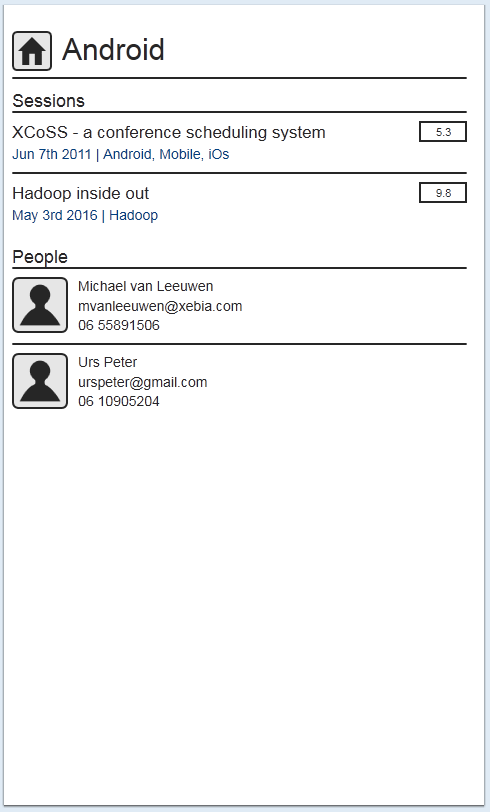 Android
Sessions
XCoSS - a conference scheduling system
5.3
Jun 7th 2011 | Android, Mobile, iOs
Hadoop inside out
9.8
May 3rd 2016 | Hadoop
People
Michael van Leeuwen
mvanleeuwen@xebia.com
06 55891506
Urs Peter
urspeter@gmail.com
06 10905204